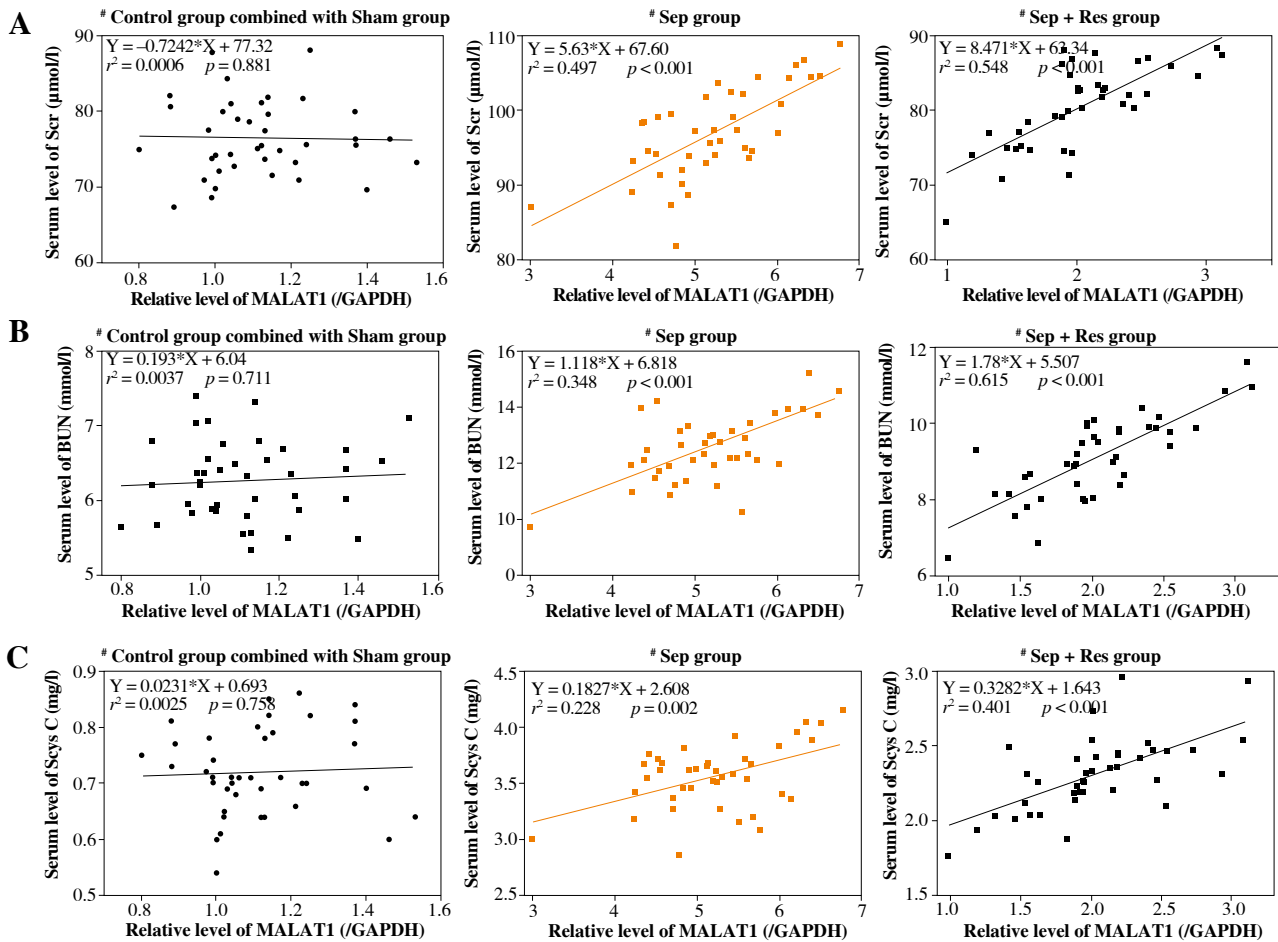 A
# Control group combined with Sham group
Y = –0.7242*X + 77.32
r² = 0.0006 p = 0.881
Serum level of Scr (µmol/l)
90
80
70
60
0.8 1.0 1.2 1.4 1.6
Relative level of MALAT1 (/GAPDH)
# Sep group
Y = 5.63*X + 67.60
r² = 0.497 p < 0.001
Serum level of Scr (µmol/l)
110
100
90
80
3 4 5 6 7
Relative level of MALAT1 (/GAPDH)
# Sep + Res group
Y = 8.471*X + 63.34
r² = 0.548 p < 0.001
Serum level of Scr (µmol/l)
90
80
70
60
1 2 3
Relative level of MALAT1 (/GAPDH)
B
# Control group combined with Sham group
Y = 0.193*X + 6.04
r² = 0.0037 p = 0.711
Serum level of BUN (mmol/l)
8
7
6
5
0.8 1.0 1.2 1.4 1.6
Relative level of MALAT1 (/GAPDH)
# Sep group
Y = 1.118*X + 6.818
r² = 0.348 p < 0.001
Serum level of BUN (mmol/l)
16
14
12
10
0
3 4 5 6 7
Relative level of MALAT1 (/GAPDH)
# Sep + Res group
Y = 1.78*X + 5.507
r² = 0.615 p < 0.001
Serum level of BUN (mmol/l)
12
10
8
6
1.0 1.5 2.0 2.5 3.0
Relative level of MALAT1 (/GAPDH)
C
# Control group combined with Sham group
Y = 0.0231*X + 0.693
r² = 0.0025 p = 0.758
Serum level of Scys C (mg/l)
0.9
0.8
0.7
0.6
0.5
0.8 1.0 1.2 1.4 1.6
Relative level of MALAT1 (/GAPDH)
# Sep group
Y = 0.1827*X + 2.608
r² = 0.228 p = 0.002
Serum level of Scys C (mg/l)
4.5
4.0
3.5
3.0
2.5
3 4 5 6 7
Relative level of MALAT1 (/GAPDH)
# Sep + Res group
Y = 0.3282*X + 1.643
r² = 0.401 p < 0.001
Serum level of Scys C (mg/l)
3.0
2.5
2.0
1.5
1.0 1.5 2.0 2.5 3.0
Relative level of MALAT1 (/GAPDH)